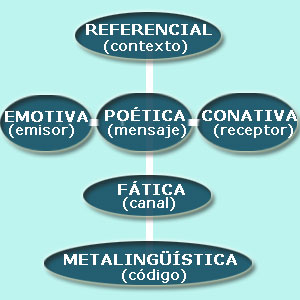 REFERENCIAL
(contexto)
EMOTIVA
(emisor)
POÉTICA
(mensaje)
CONATIVA
(receptor)
FÁTICA
(canal)
METALINGÜÍSTICA
(código)